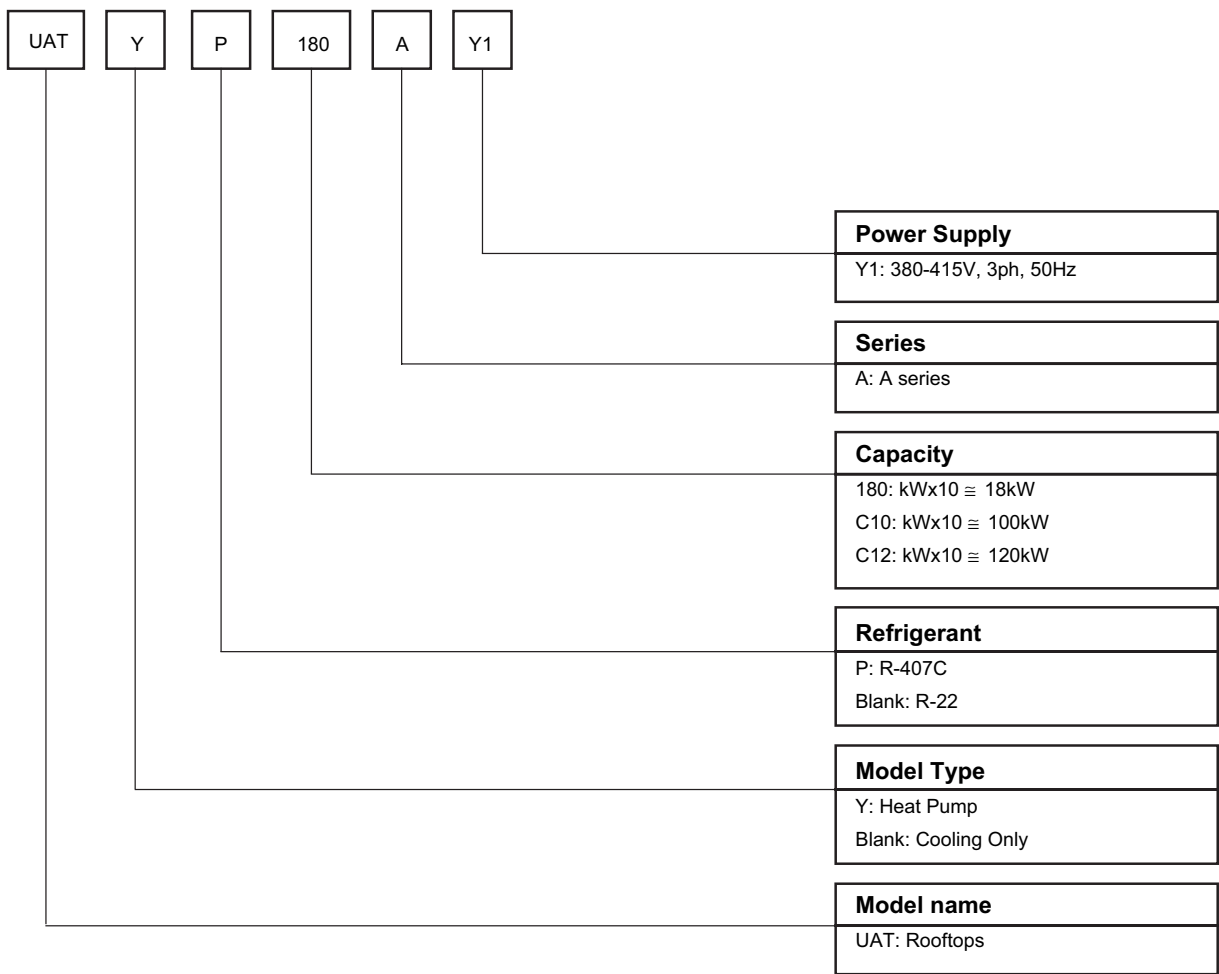 UAT Y P 180 A Y1
Power Supply
Y1: 380-415V, 3ph, 50Hz
Series
A: A series
Capacity
180: kWx10 ≅ 18kW
C10: kWx10 ≅ 100kW
C12: kWx10 ≅ 120kW
Refrigerant
P: R-407C
Blank: R-22
Model Type
Y: Heat Pump
Blank: Cooling Only
Model name
UAT: Rooftops